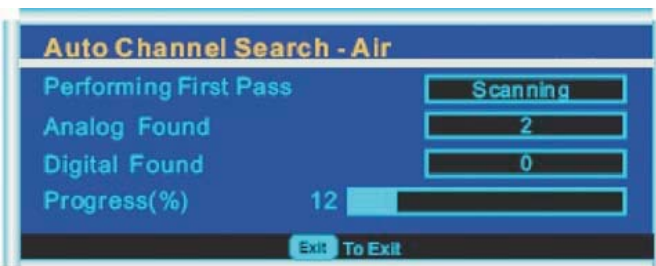 Auto Channel Search - Air
Performing First Pass Scanning
Analog Found 2
Digital Found 0
Progress(%) 12
Exit To Exit